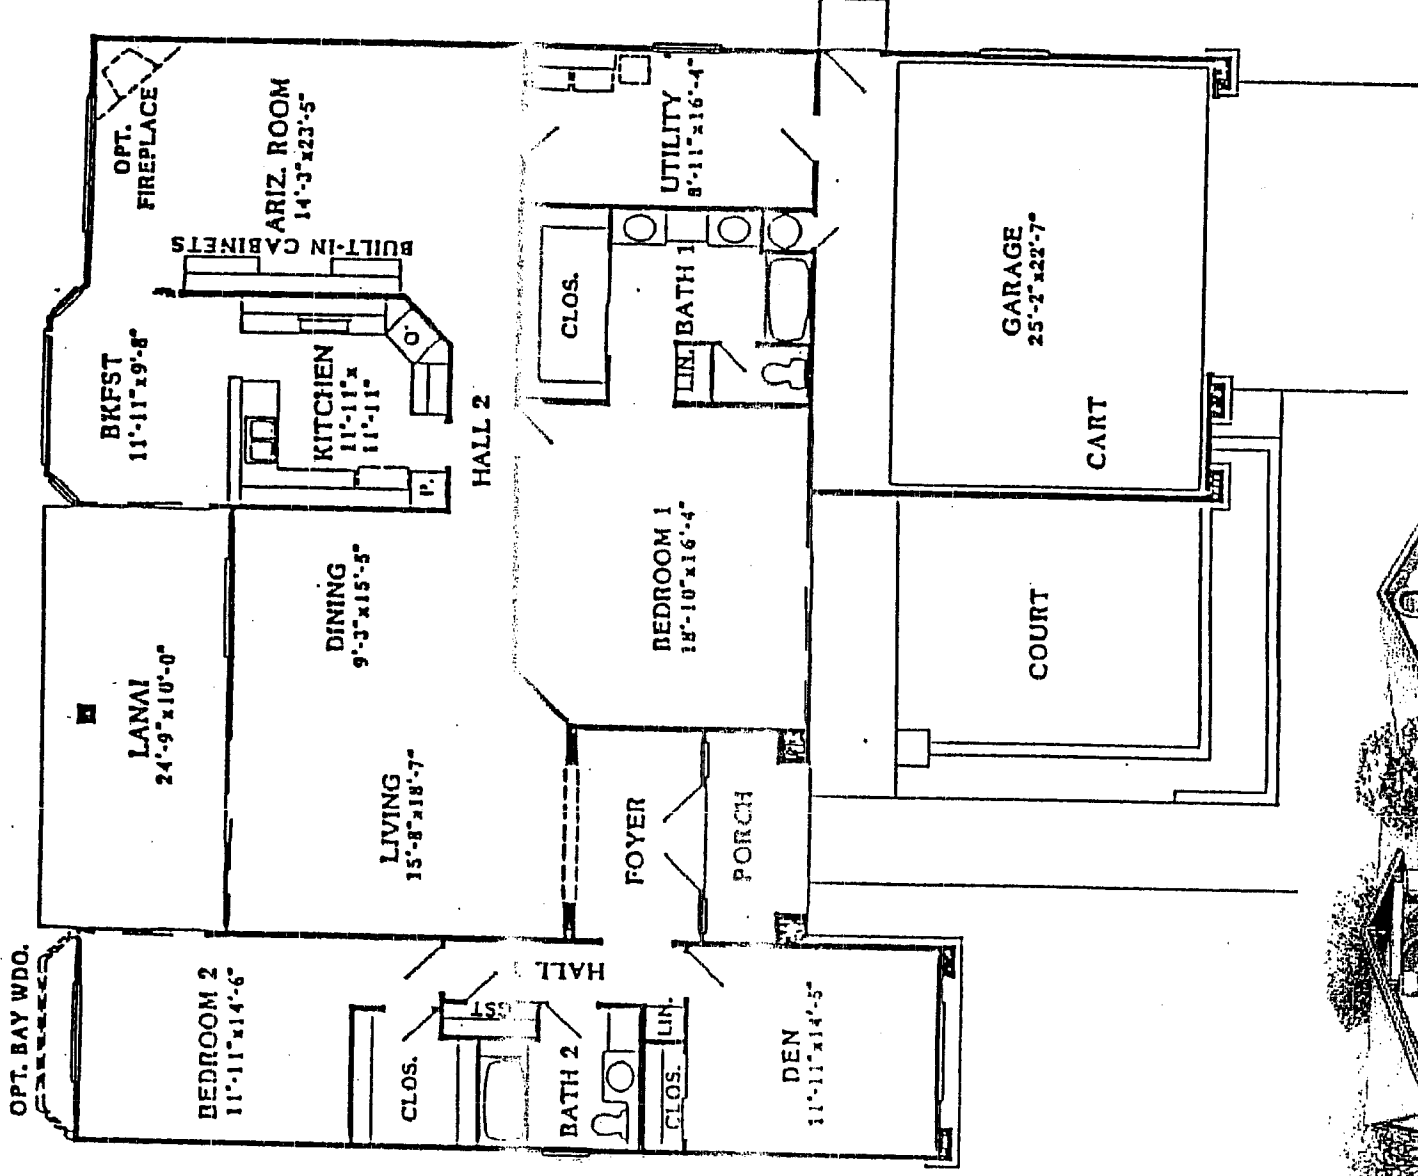 OPT. BAY WDO.
LANAI
24'-9"x10'-0"
BKFST
11'-11"x9'-8"
OPT.
FIREPLACE
ARIZ. ROOM
14'-3"x23'-5"
BUILT-IN CABINETS
BEDROOM 2
11'-11"x14'-6"
LIVING
15'-8"x18'-7"
DINING
9'-3"x15'-5"
KITCHEN
11'-11"x
11'-11"
O
P.
HALL 2
CLOS.
GST
HALL
BATH 2
LIN.
CLOS.
FOYER
PORCH
BEDROOM 1
18'-10"x16'-4"
CLOS.
BATH 1
LIN.
UTILITY
8'-11"x16'-4"
DEN
11'-11"x14'-5"
COURT
CART
GARAGE
25'-2"x22'-7"